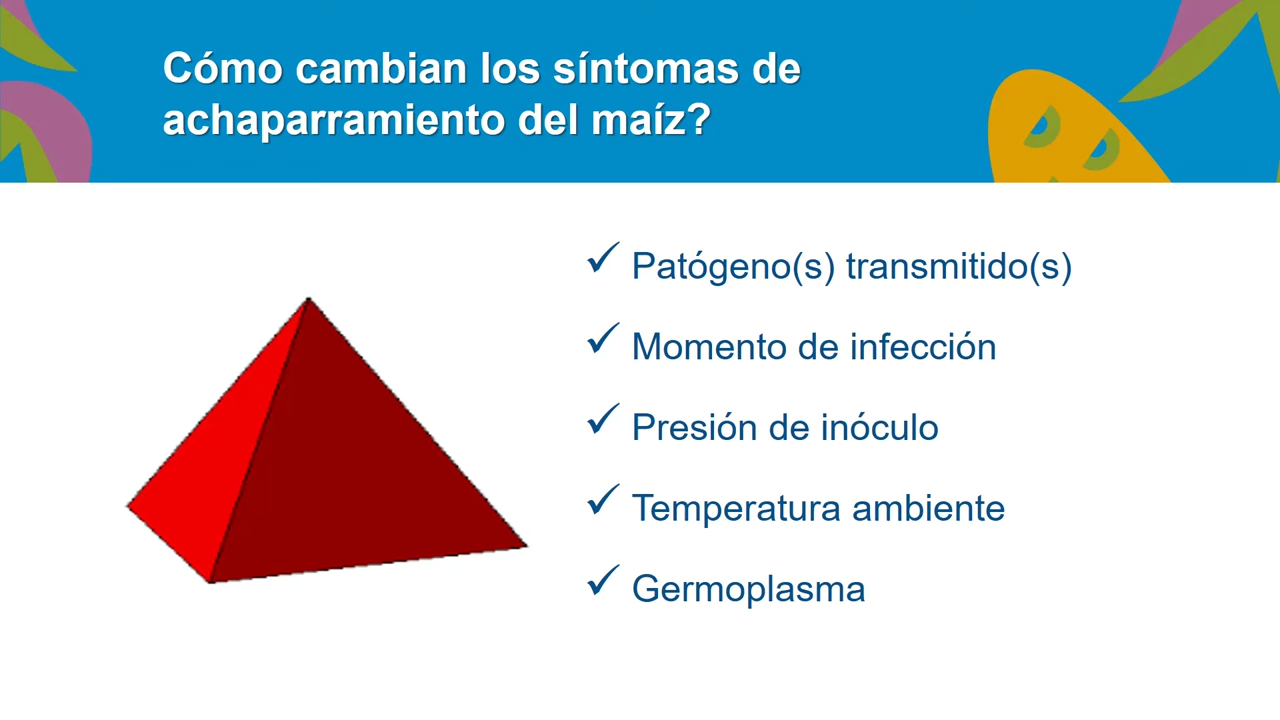 Cómo cambian los síntomas de
achaparramiento del maíz?
✓ Patógeno(s) transmitido(s)
✓ Momento de infección
✓ Presión de inóculo
✓ Temperatura ambiente
✓ Germoplasma